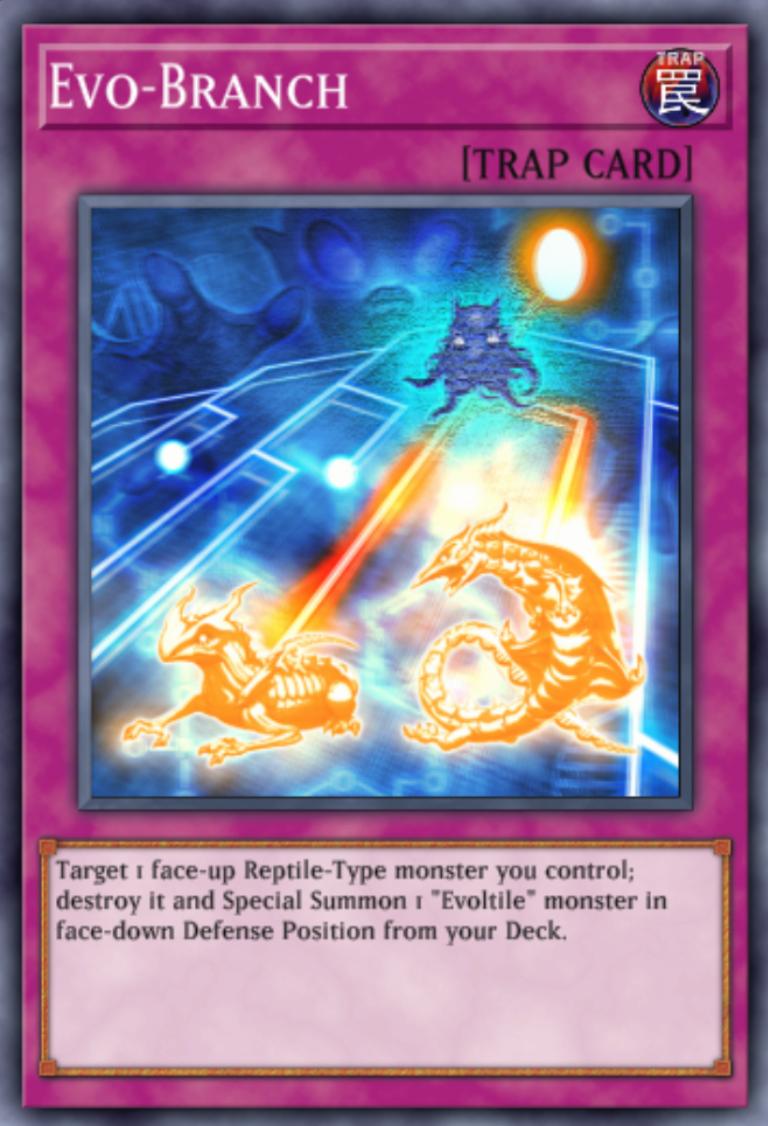 EVO-BRANCH
TRAP
罠
[TRAP CARD]
Target 1 face-up Reptile-Type monster you control;
destroy it and Special Summon 1 "Evoltile" monster in
face-down Defense Position from your Deck.